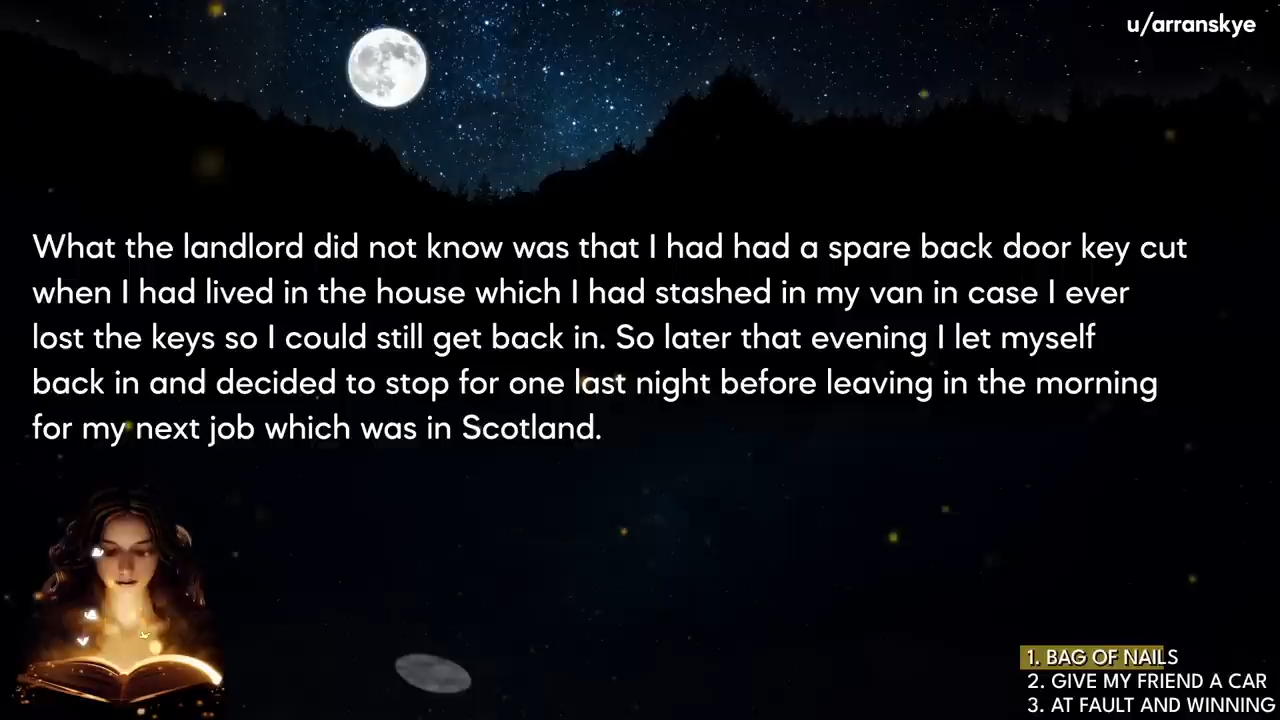 u/arranskye
What the landlord did not know was that I had had a spare back door key cut
when I had lived in the house which I had stashed in my van in case I ever
lost the keys so I could still get back in. So later that evening I let myself
back in and decided to stop for one last night before leaving in the morning
for my next job which was in Scotland.
1. BAG OF NAILS
2. GIVE MY FRIEND A CAR
3. AT FAULT AND WINNING